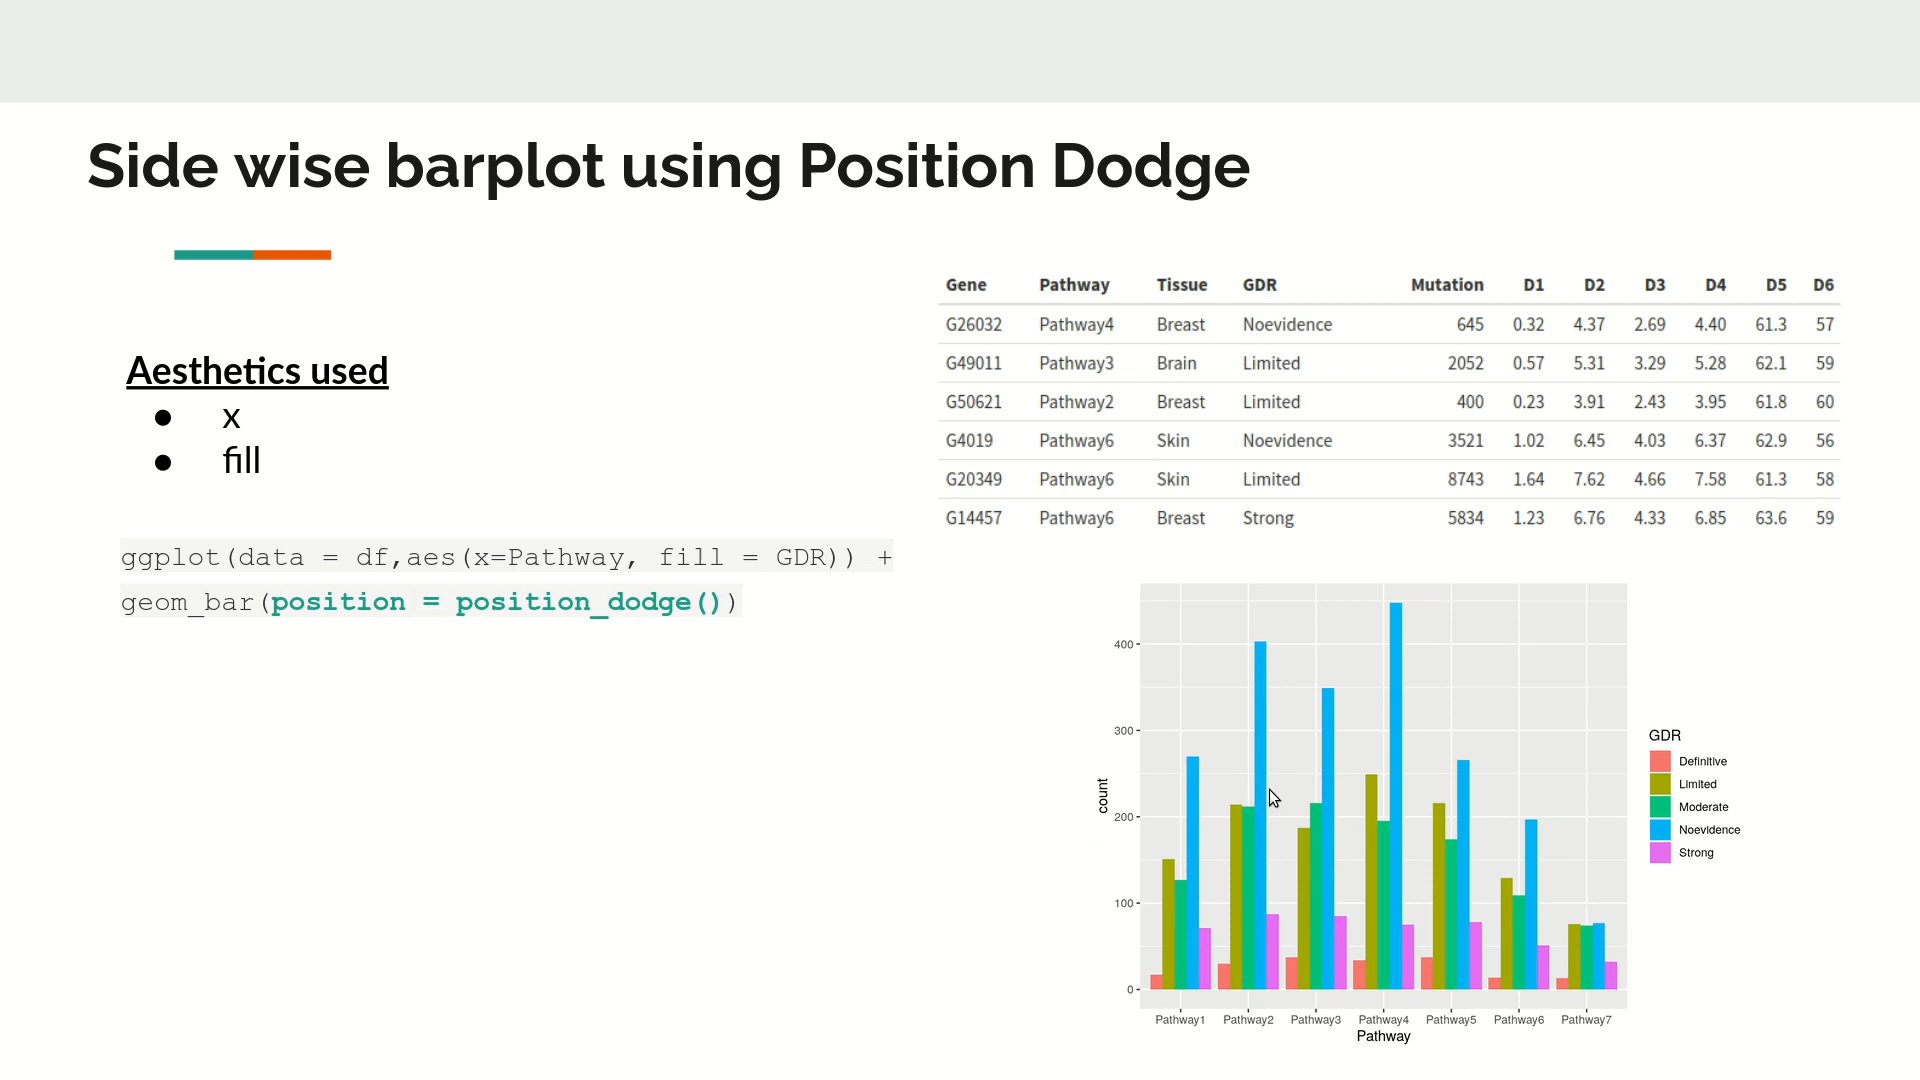 Side wise barplot using Position Dodge
Aesthetics used
● x
● fill
ggplot(data = df,aes(x=Pathway, fill = GDR)) +
geom_bar(position = position_dodge())
Gene Pathway Tissue GDR Mutation D1 D2 D3 D4 D5 D6
G26032 Pathway4 Breast Noevidence 645 0.32 4.37 2.69 4.40 61.3 57
G49011 Pathway3 Brain Limited 2052 0.57 5.31 3.29 5.28 62.1 59
G50621 Pathway2 Breast Limited 400 0.23 3.91 2.43 3.95 61.8 60
G4019 Pathway6 Skin Noevidence 3521 1.02 6.45 4.03 6.37 62.9 56
G20349 Pathway6 Skin Limited 8743 1.64 7.62 4.66 7.58 61.3 58
G14457 Pathway6 Breast Strong 5834 1.23 6.76 4.33 6.85 63.6 59
400
300
200
100
0
count
Pathway1 Pathway2 Pathway3 Pathway4 Pathway5 Pathway6 Pathway7
Pathway
GDR
Definitive
Limited
Moderate
Noevidence
Strong